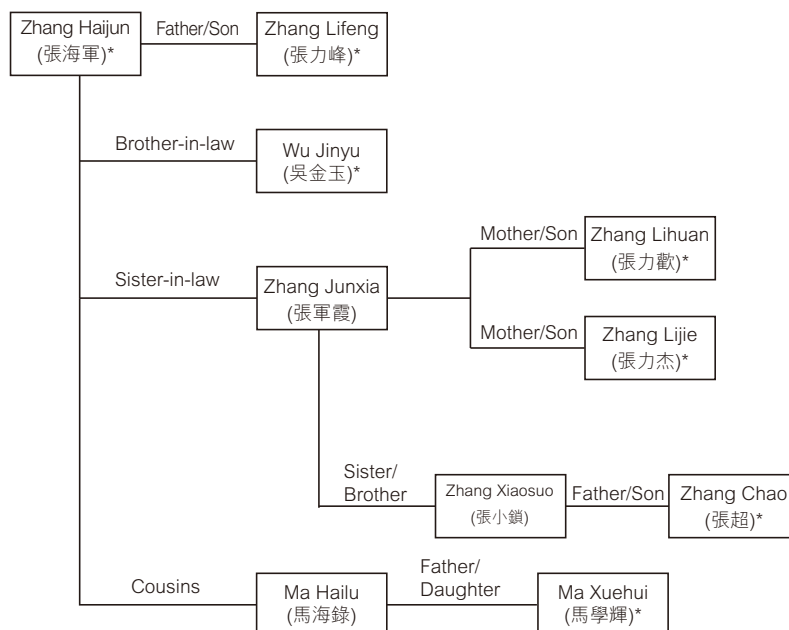 Zhang Haijun
(張海軍)*
Father/Son
Zhang Lifeng
(張力峰)*
Brother-in-law
Wu Jinyu
(吳金玉)*
Sister-in-law
Zhang Junxia
(張軍霞)
Mother/Son
Zhang Lihuan
(張力歡)*
Mother/Son
Zhang Lijie
(張力杰)*
Sister/
Brother
Zhang Xiaosuo
(張小鎖)
Father/Son
Zhang Chao
(張超)*
Cousins
Ma Hailu
(馬海錄)
Father/
Daughter
Ma Xuehui
(馬學輝)*